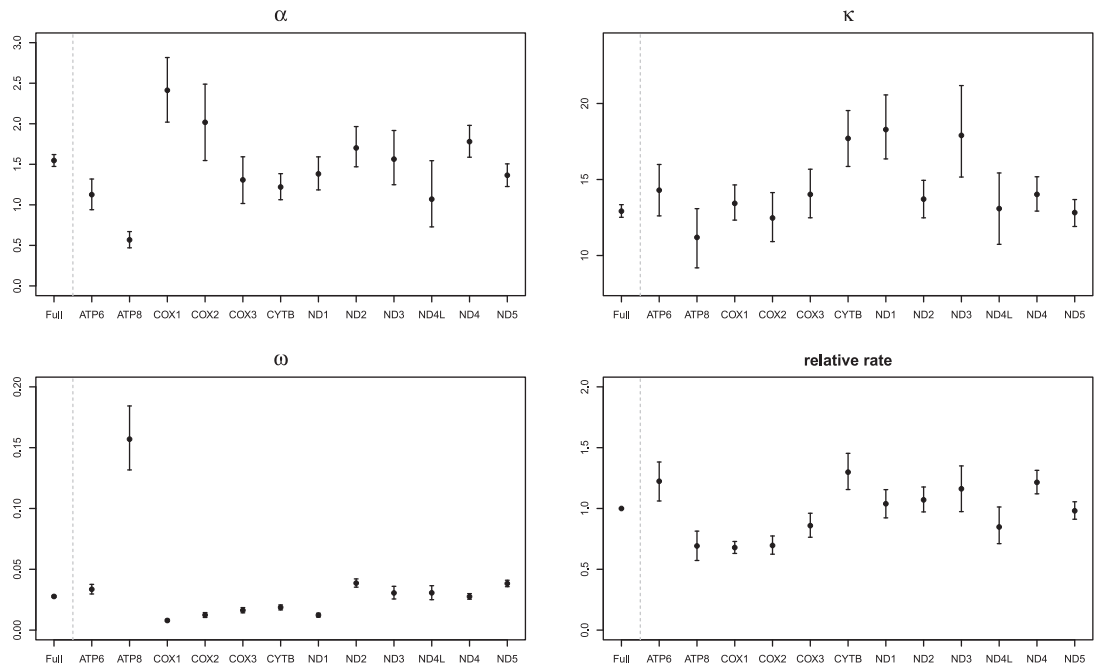 α
3.0
2.5
2.0
1.5
1.0
0.5
0.0
Full ATP6 ATP8 COX1 COX2 COX3 CYTB ND1 ND2 ND3 ND4L ND4 ND5
κ
20
15
10
Full ATP6 ATP8 COX1 COX2 COX3 CYTB ND1 ND2 ND3 ND4L ND4 ND5
ω
0.20
0.15
0.10
0.05
0.00
Full ATP6 ATP8 COX1 COX2 COX3 CYTB ND1 ND2 ND3 ND4L ND4 ND5
relative rate
2.0
1.5
1.0
0.5
0.0
Full ATP6 ATP8 COX1 COX2 COX3 CYTB ND1 ND2 ND3 ND4L ND4 ND5